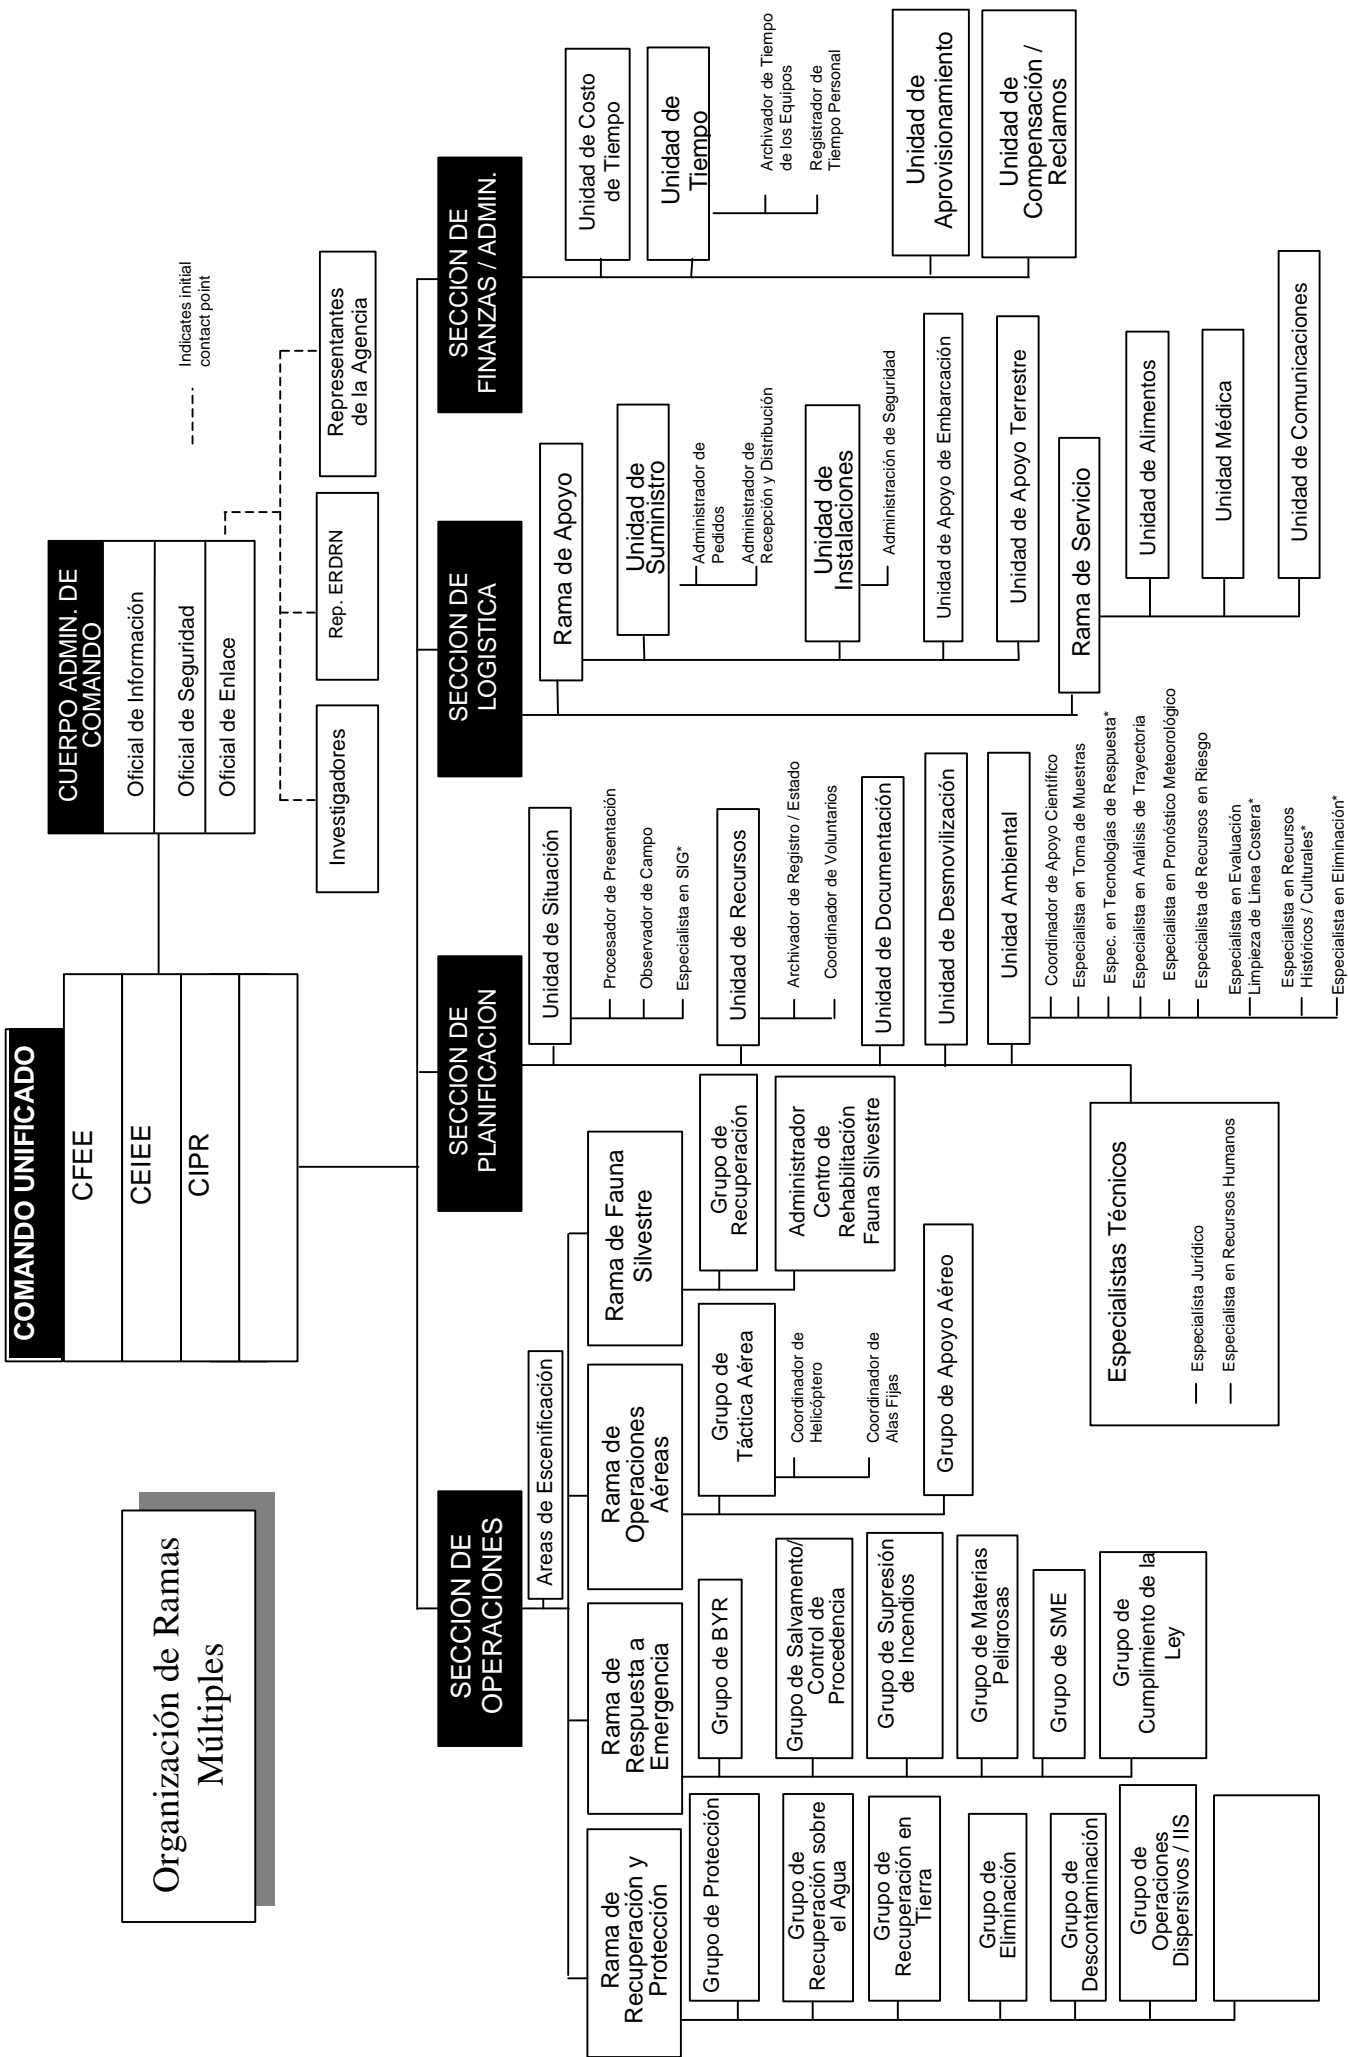 Organización de Ramas
Múltiples
COMANDO UNIFICADO
CFEE
CEIEE
CIPR
CUERPO ADMIN. DE
COMANDO
Oficial de Información
Oficial de Seguridad
Oficial de Enlace
Indicates initial
contact point
Investigadores
Rep. ERDRN
Representantes
de la Agencia
SECCION DE
OPERACIONES
Areas de Escenificación
Rama de
Recuperación y
Protección
Grupo de Protección
Grupo de
Recuperación sobre
el Agua
Grupo de
Recuperación en
Tierra
Grupo de
Eliminación
Grupo de
Descontaminación
Grupo de
Operaciones
Dispersivos / IIS
Rama de
Respuesta a
Emergencia
Grupo de BYR
Grupo de Salvamento/
Control de
Procedencia
Grupo de Supresión
de Incendios
Grupo de Materias
Peligrosas
Grupo de SME
Grupo de
Cumplimiento de la
Ley
Rama de
Operaciones
Aéreas
Grupo de
Táctica Aérea
Coordinador de
Helicóptero
Coordinador de
Alas Fijas
Grupo de Apoyo Aéreo
Rama de Fauna
Silvestre
Grupo de
Recuperación
Administrador
Centro de
Rehabilitación
Fauna Silvestre
SECCION DE
PLANIFICACION
Unidad de Situación
Procesador de Presentación
Observador de Campo
Especialista en SIG*
Unidad de Recursos
Archivador de Registro / Estado
Coordinador de Voluntarios
Unidad de Documentación
Unidad de Desmovilización
Unidad Ambiental
Coordinador de Apoyo Científico
Especialista en Toma de Muestras
Espec. en Tecnologías de Respuesta*
Especialista en Análisis de Trayectoria
Especialista en Pronóstico Meteorológico
Especialista de Recursos en Riesgo
Especialista en Evaluación
Limpieza de Línea Costera*
Especialista en Recursos
Históricos / Culturales*
Especialista en Eliminación*
Especialistas Técnicos
Especialísta Jurídico
Especialista en Recursos Humanos
SECCION DE
LOGISTICA
Rama de Apoyo
Unidad de
Suministro
Administrador de
Pedidos
Administrador de
Recepción y Distribución
Unidad de
Instalaciones
Administración de Seguridad
Unidad de Apoyo de Embarcación
Unidad de Apoyo Terrestre
Rama de Servicio
Unidad de Alimentos
Unidad Médica
Unidad de Comunicaciones
SECCION DE
FINANZAS / ADMIN.
Unidad de Costo
de Tiempo
Unidad de
Tiempo
Archivador de Tiempo
de los Equipos
Registrador de
Tiempo Personal
Unidad de
Aprovisionamiento
Unidad de
Compensación /
Reclamos